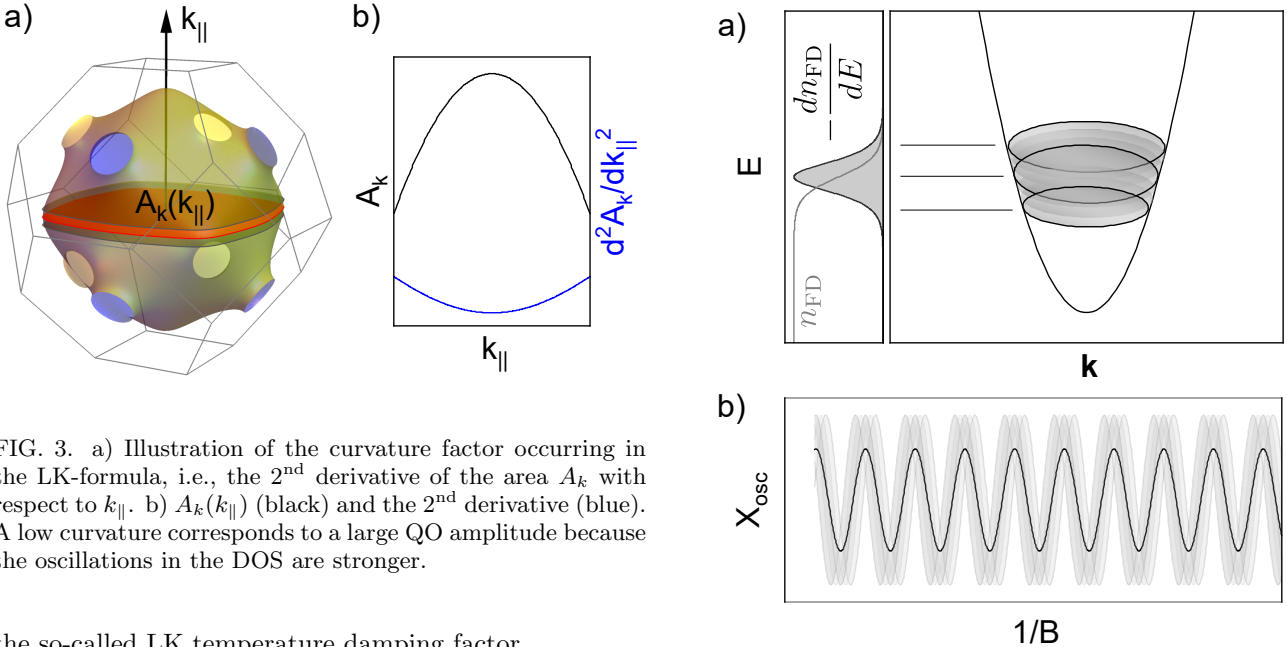 a)
k||
A_k(k||)
b)
A_k
d²A_k/dk||²
k||
FIG. 3. a) Illustration of the curvature factor occurring in
the LK-formula, i.e., the 2nd derivative of the area A_k with
respect to k||. b) A_k(k||) (black) and the 2nd derivative (blue).
A low curvature corresponds to a large QO amplitude because
the oscillations in the DOS are stronger.
the so-called LK temperature damping factor
a)
E
− dn_FD/dE
n_FD
k
b)
X_osc
1/B